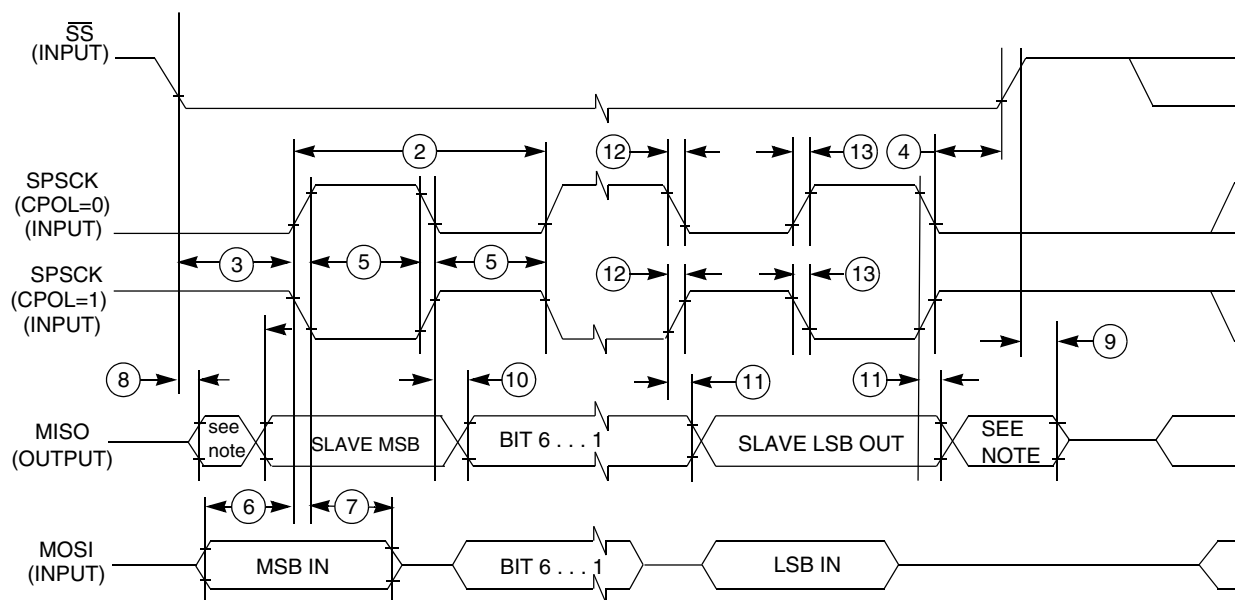 SS
(INPUT)
2
12
13
4
SPSCK
(CPOL=0)
(INPUT)
3
5
5
SPSCK
(CPOL=1)
(INPUT)
12
13
8
10
11
11
9
MISO
(OUTPUT)
see
note
SLAVE MSB
BIT 6 . . . 1
SLAVE LSB OUT
SEE
NOTE
6
7
MOSI
(INPUT)
MSB IN
BIT 6 . . . 1
LSB IN